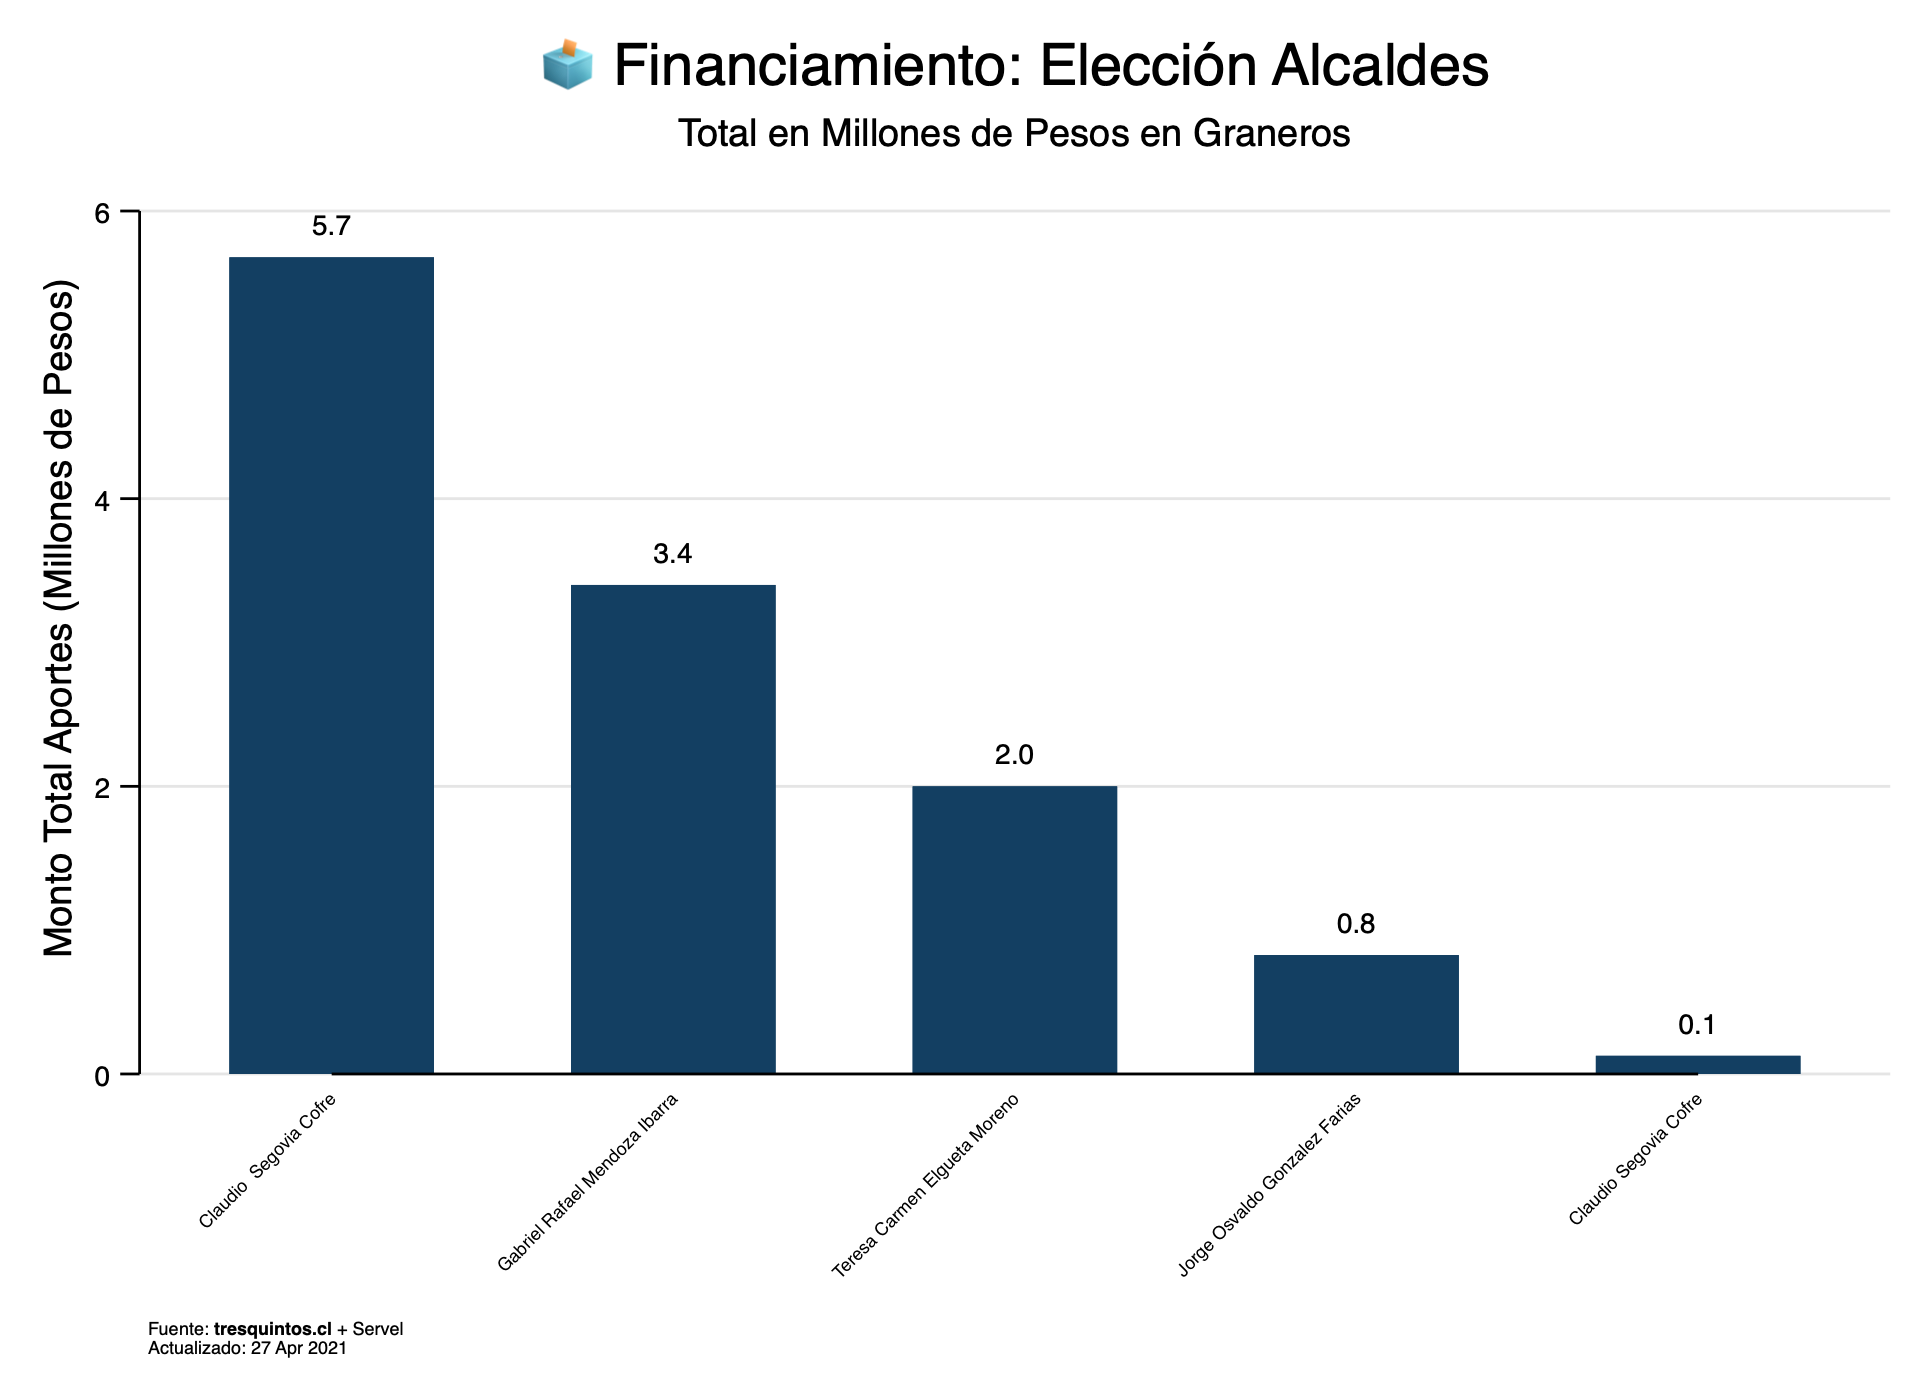 Financiamiento: Elección Alcaldes
Total en Millones de Pesos en Graneros
Monto Total Aportes (Millones de Pesos)
6
4
2
0
5.7
3.4
2.0
0.8
0.1
Claudio  Segovia Cofre
Gabriel Rafael Mendoza Ibarra
Teresa Carmen Elgueta Moreno
Jorge Osvaldo Gonzalez Farias
Claudio Segovia Cofre
Fuente: tresquintos.cl + Servel
Actualizado: 27 Apr 2021